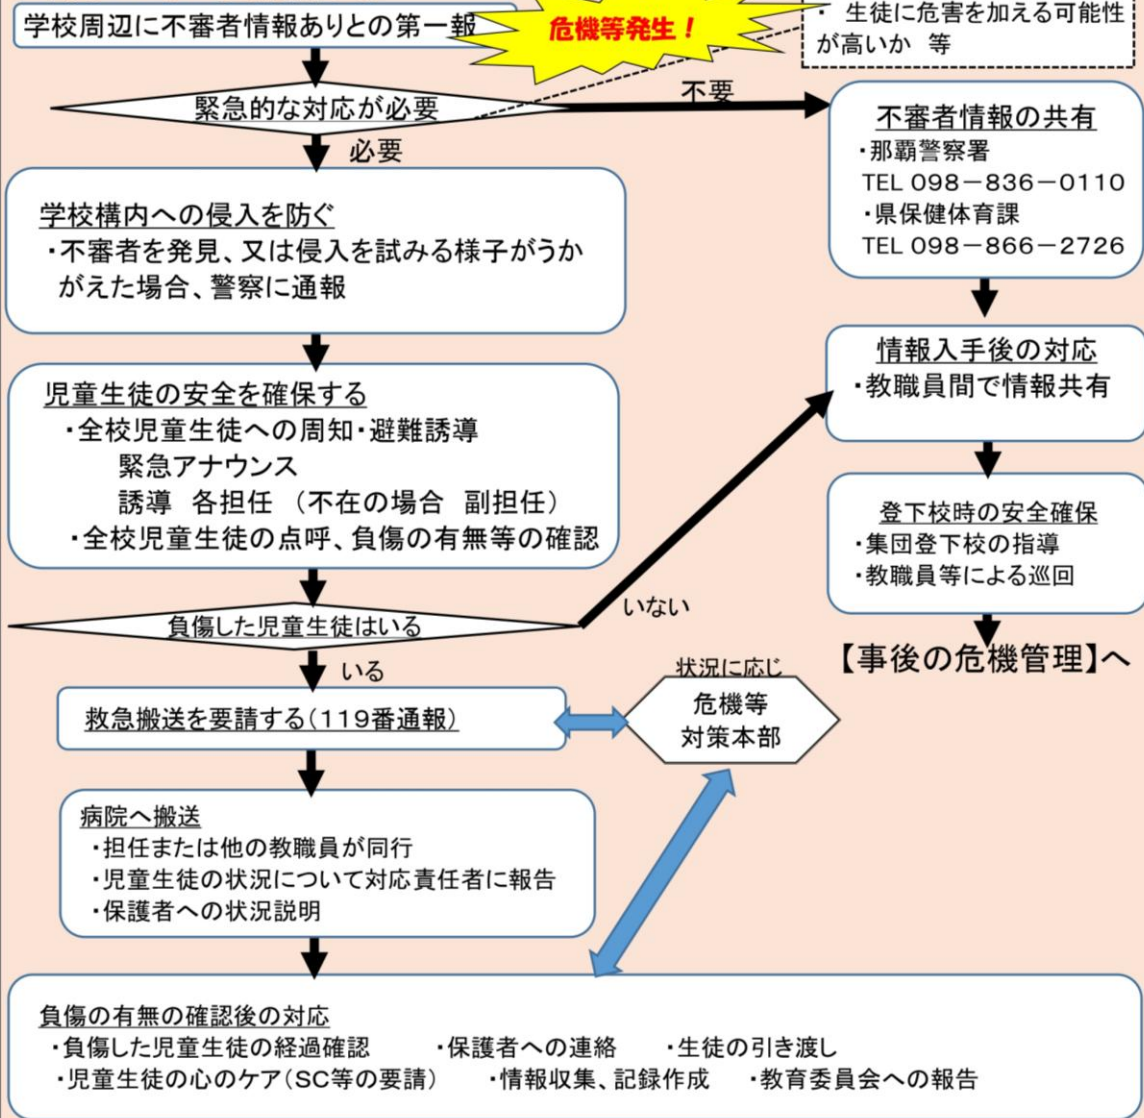 学校周辺に不審者情報ありとの第一報
危機等発生！
・ 生徒に危害を加える可能性
が高いか 等
緊急的な対応が必要
不要
必要
不審者情報の共有
・那覇警察署
TEL 098－836－0110
・県保健体育課
TEL 098－866－2726
学校構内への侵入を防ぐ
・不審者を発見、又は侵入を試みる様子がうか
がえた場合、警察に通報
情報入手後の対応
・教職員間で情報共有
児童生徒の安全を確保する
・全校児童生徒への周知・避難誘導
緊急アナウンス
誘導 各担任 （不在の場合 副担任）
・全校児童生徒の点呼、負傷の有無等の確認
登下校時の安全確保
・集団登下校の指導
・教職員等による巡回
負傷した児童生徒はいる
いない
いる
【事後の危機管理】へ
救急搬送を要請する（119番通報）
状況に応じ
危機等
対策本部
病院へ搬送
・担任または他の教職員が同行
・児童生徒の状況について対応責任者に報告
・保護者への状況説明
負傷の有無の確認後の対応
・負傷した児童生徒の経過確認 ・保護者への連絡 ・生徒の引き渡し
・児童生徒の心のケア（SC等の要請） ・情報収集、記録作成 ・教育委員会への報告